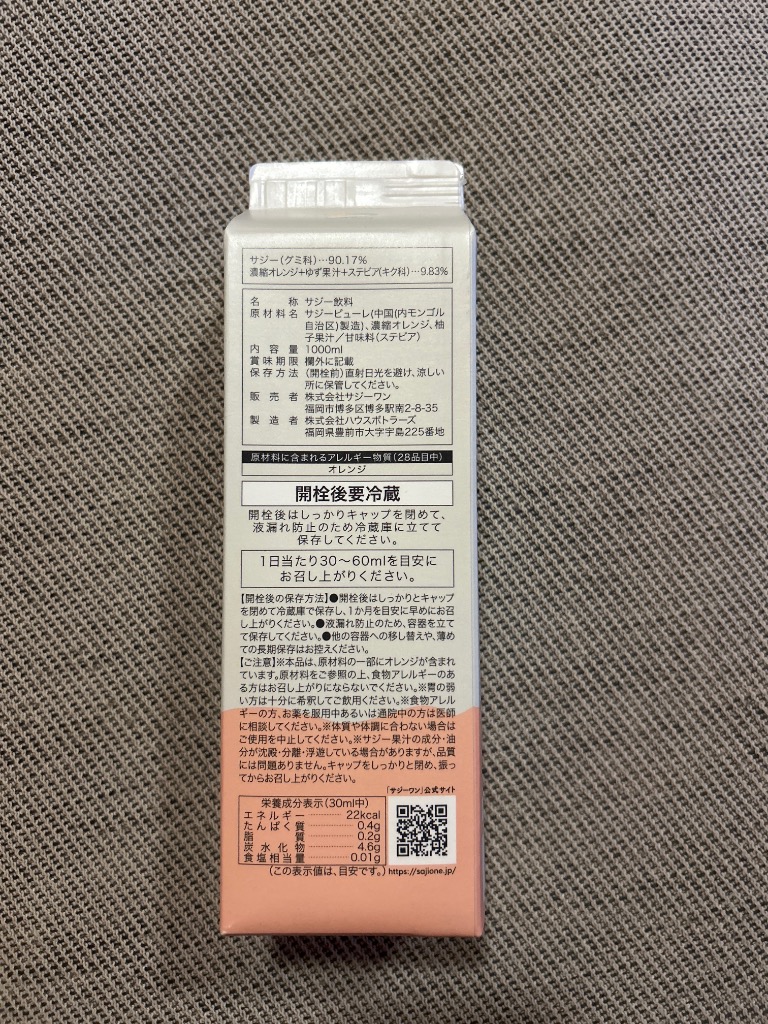 サジー(グミ科)…90.17%
濃縮オレンジ+ゆず果汁+ステビア(キク科)…9.83%
名称 サジー飲料
原材料名 サジーピューレ(中国(内モンゴル
自治区)製造)、濃縮オレンジ、柚
子果汁/甘味料(ステビア)
内容量 1000ml
賞味期限 欄外に記載
保存方法 (開栓前)直射日光を避け、涼しい
所に保管してください。
販売者 株式会社サジーワン
福岡市博多区博多駅南2-8-35
製造者 株式会社ハウスポトラーズ
福岡県豊前市大字宇島225番地
原材料に含まれるアレルギー物質(28品目中)
オレンジ
開栓後要冷蔵
開栓後はしっかりキャップを閉めて、
液漏れ防止のため冷蔵庫に立てて
保存してください。
1日当たり30〜60mlを目安に
お召し上がりください。
【開栓後の保存方法】●開栓後はしっかりとキャップ
を閉めて冷蔵庫で保存し、1か月を目安に早めにお召
し上がりください。●液漏れ防止のため、容器を立て
て保存してください。●他の容器への移し替えや、薄め
ての長期保存はお控えください。
【ご注意】※本品は、原材料の一部にオレンジが含まれ
ています。原材料をご参照の上、食物アレルギーのあ
る方はお召し上がりにならないでください。※胃の弱
い方は十分に希釈してご飲用ください。※食物アレル
ギーの方、お薬を服用中あるいは通院中の方は医師
に相談してください。※体質や体調に合わない場合は
ご使用を中止してください。※サジー果汁の成分・油
分が沈殿・分離・浮遊している場合がありますが、品質
には問題ありません。キャップをしっかりと閉め、振っ
てからお召し上がりください。
「サジーワン」公式サイト
栄養成分表示(30ml中)
エネルギー 22kcal
たんぱく質 0.4g
脂質 0.2g
炭水化物 4.6g
食塩相当量 0.01g
(この表示値は、目安です。) https://sajione.jp/